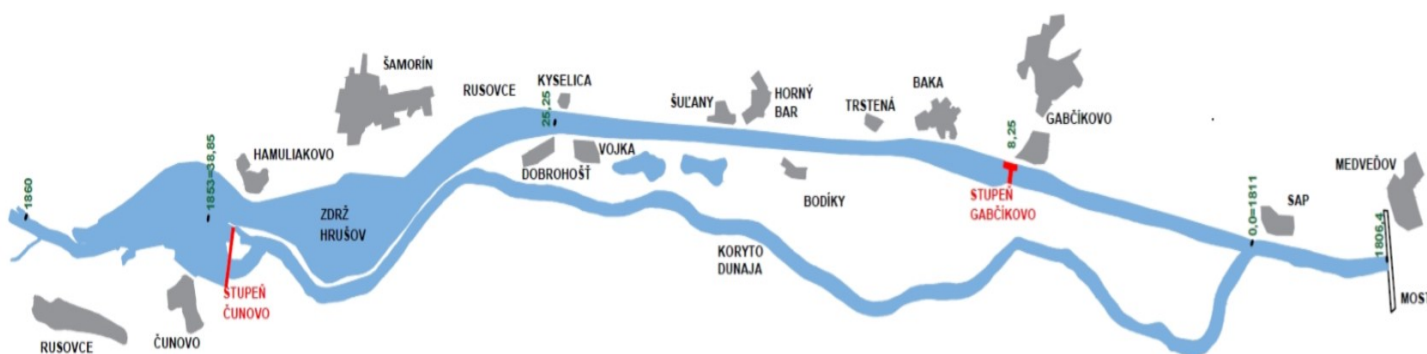 1860
1853=38,85
HAMULIAKOVO
ŠAMORÍN
RUSOVCE
KYSELICA
25,25
ŠUĽANY
HORNÝ
BAR
TRSTENÁ
BAKA
8,25
GABČÍKOVO
MEDVEĎOV
ZDRŽ
HRUŠOV
DOBROHOŠŤ
VOJKA
BODÍKY
STUPEŇ
GABČÍKOVO
0,0=1811
SAP
1806,4
KORYTO
DUNAJA
STUPEŇ
ČUNOVO
RUSOVCE
ČUNOVO
MOST